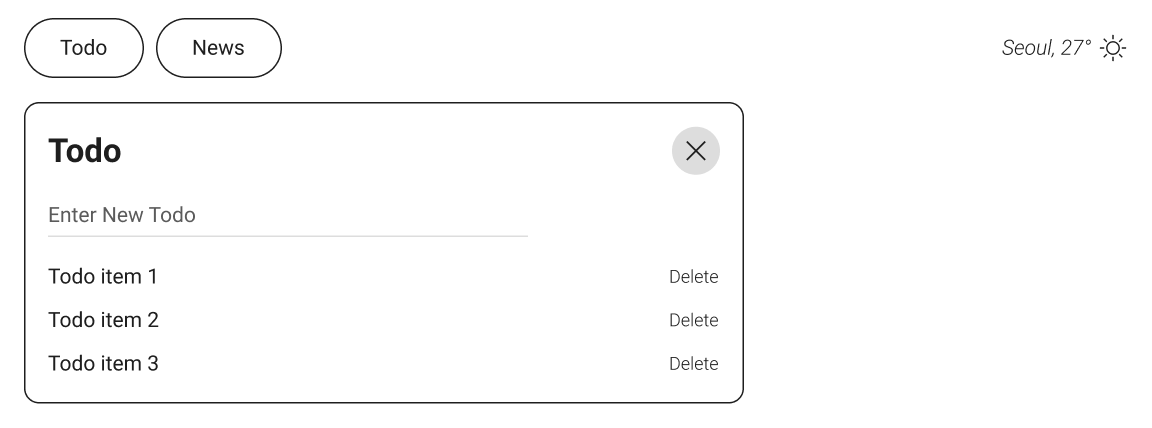 Todo
News
Seoul, 27°
Todo
Enter New Todo
Todo item 1
Delete
Todo item 2
Delete
Todo item 3
Delete